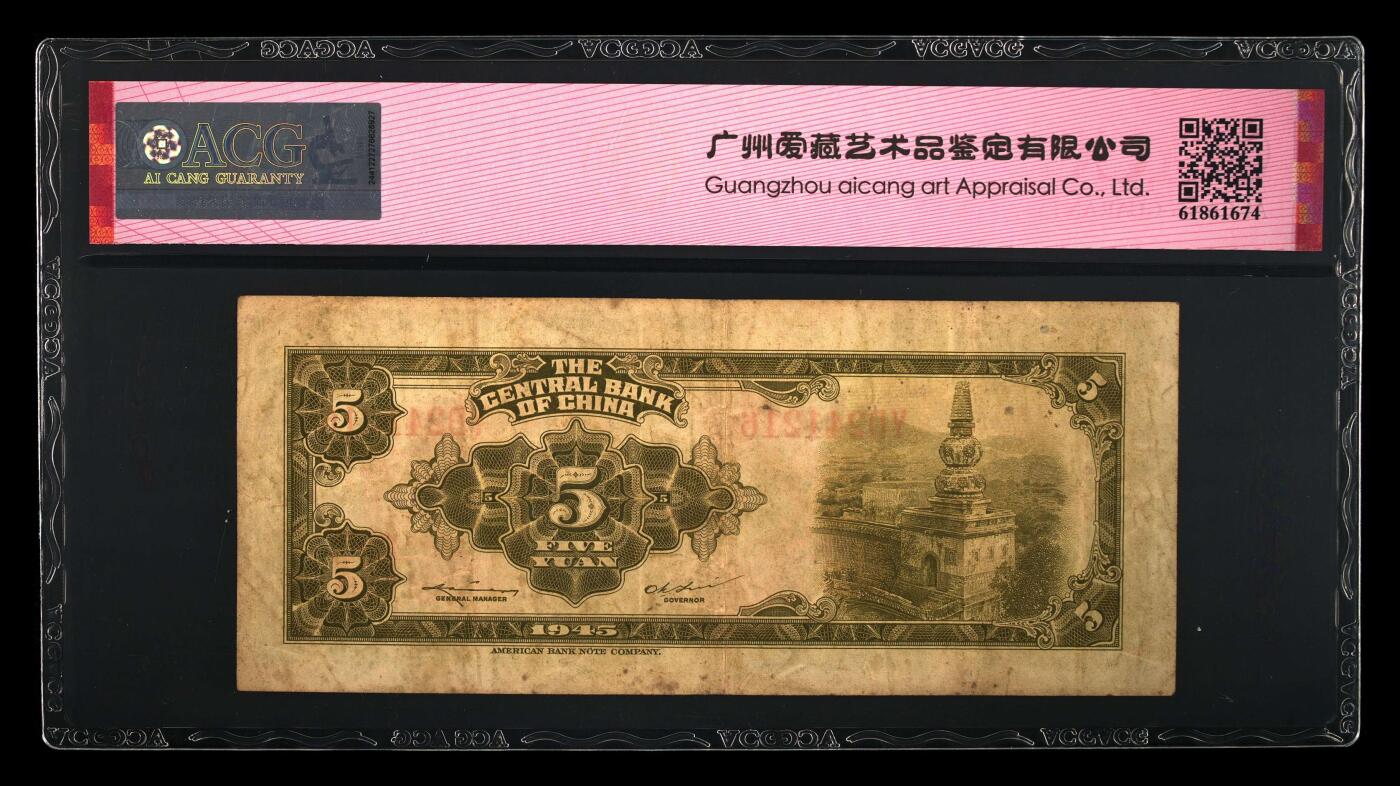 ACG
AI CANG GUARANTY
广州爱藏艺术品鉴定有限公司
Guangzhou aicang art Appraisal Co., Ltd.
61861674
THE
CENTRAL BANK
OF CHINA
5
5
5
5
5
FIVE
YUAN
5
5
5
GENERAL MANAGER
GOVERNOR
1945
AMERICAN BANK NOTE COMPANY.